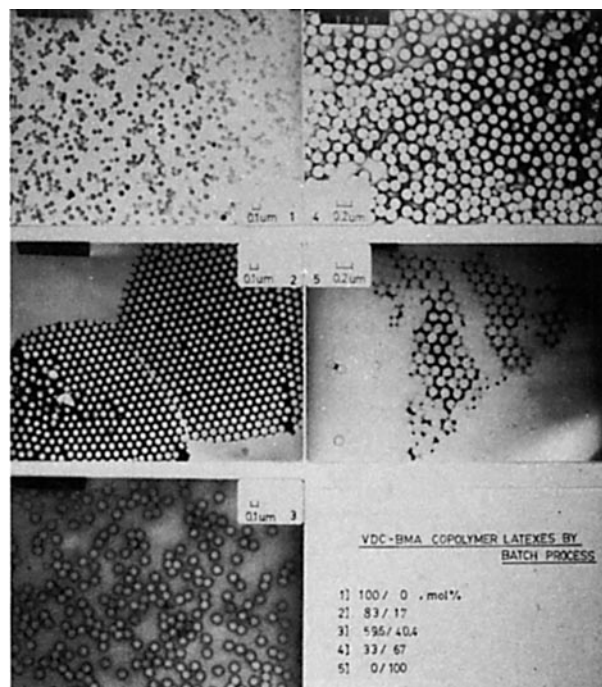 0.1um 1 4 0.2um
0.1um 2 5 0.2um
0.1um 3
VDC-BMA COPOLYMER LATEXES BY
BATCH PROCESS
1] 100 / 0 , mol%
2] 83 / 17
3] 59.6 / 40.4
4] 33 / 67
5] 0 / 100